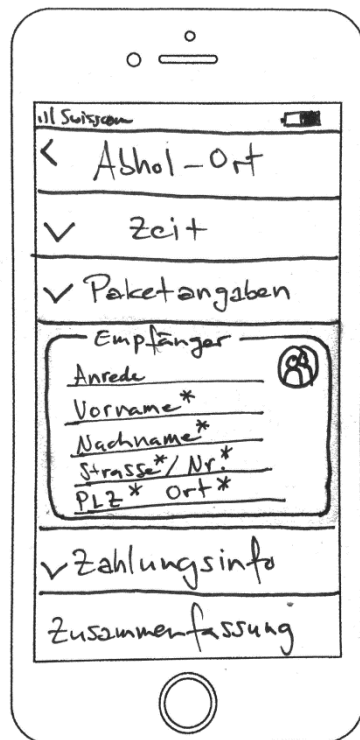 Swisscom
Abhol-Ort
Zeit
Paketangaben
Empfänger
Anrede
Vorname*
Nachname*
Strasse*/Nr.*
PLZ* Ort*
Zahlungsinfo
Zusammenfassung